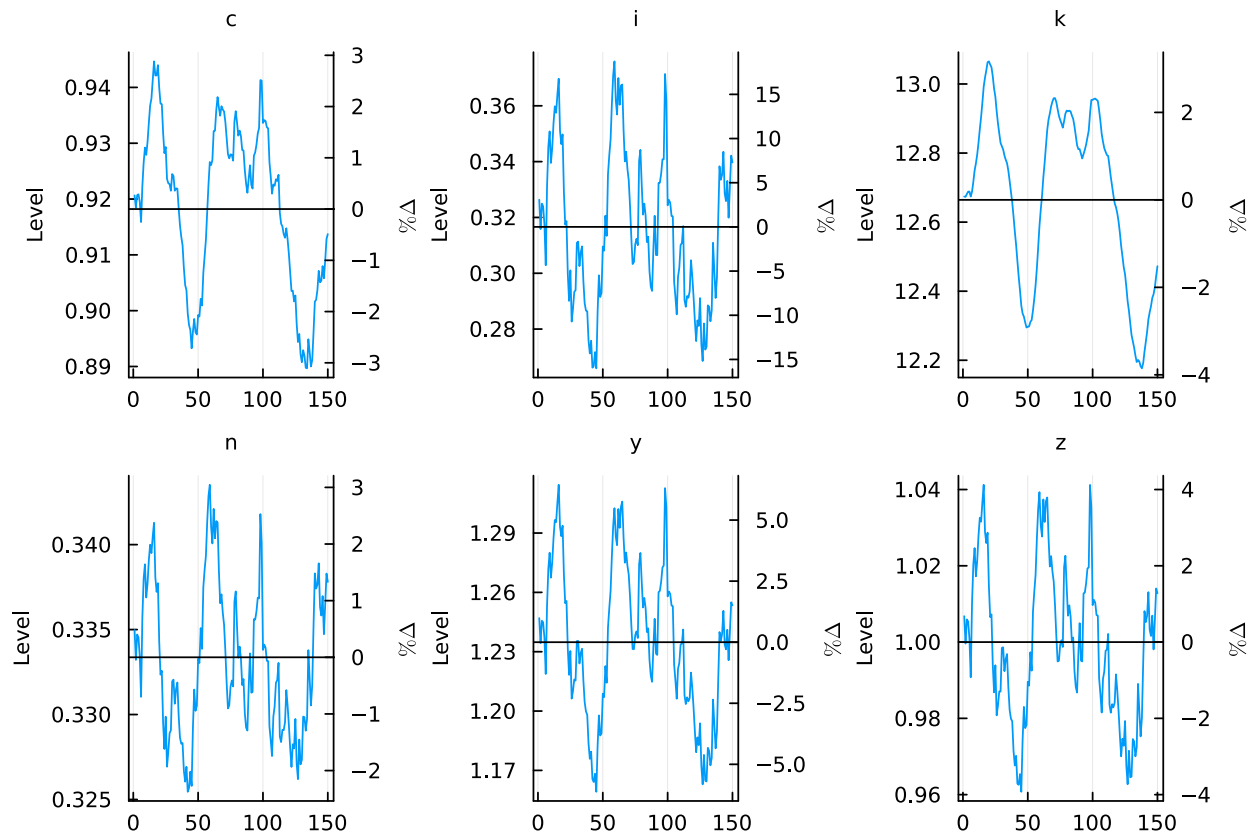 c
Level
0.94
0.93
0.92
0.91
0.90
0.89
3
2
1
0
−1
−2
−3
%Δ
0 50 100 150
i
Level
0.36
0.34
0.32
0.30
0.28
15
10
5
0
−5
−10
−15
%Δ
0 50 100 150
k
Level
13.0
12.8
12.6
12.4
12.2
2
0
−2
−4
%Δ
0 50 100 150
n
Level
0.340
0.335
0.330
0.325
3
2
1
0
−1
−2
%Δ
0 50 100 150
y
Level
1.29
1.26
1.23
1.20
1.17
5.0
2.5
0.0
−2.5
−5.0
%Δ
0 50 100 150
z
Level
1.04
1.02
1.00
0.98
0.96
4
2
0
−2
−4
%Δ
0 50 100 150